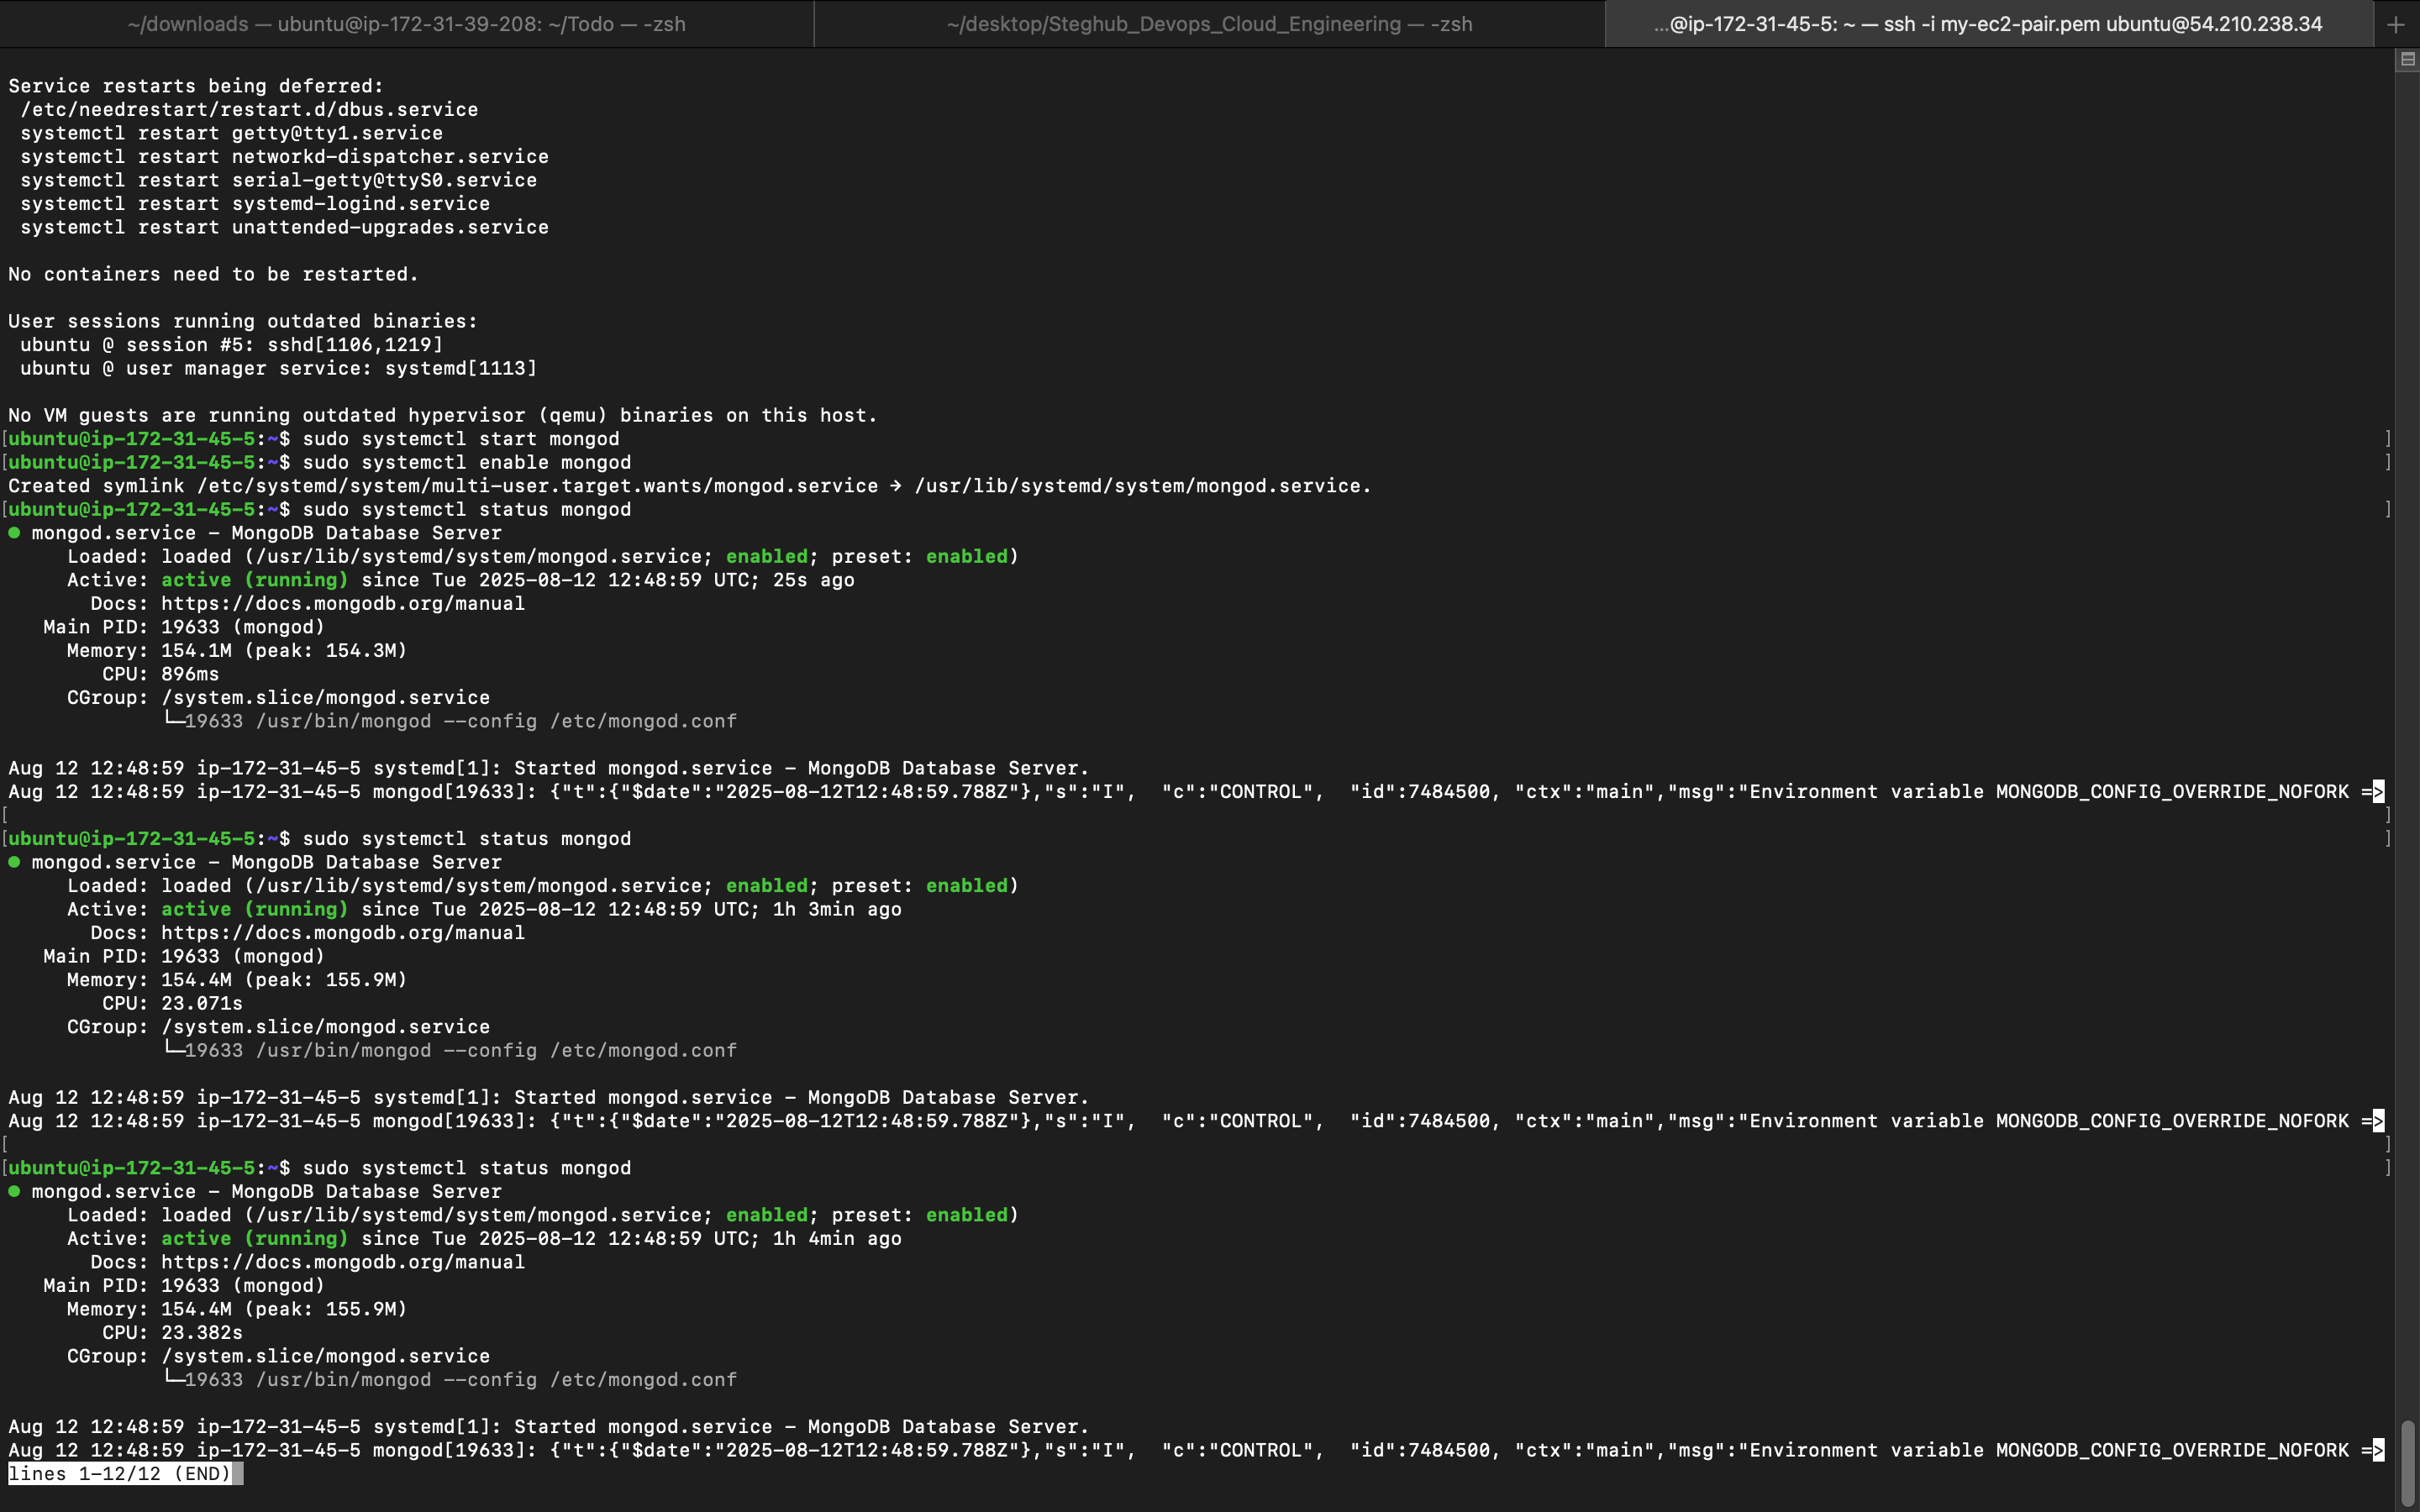 ~/downloads — ubuntu@ip-172-31-39-208: ~/Todo — -zsh
~/desktop/Steghub_Devops_Cloud_Engineering — -zsh
...@ip-172-31-45-5: ~ — ssh -i my-ec2-pair.pem ubuntu@54.210.238.34
+
Service restarts being deferred:
 /etc/needrestart/restart.d/dbus.service
 systemctl restart getty@tty1.service
 systemctl restart networkd-dispatcher.service
 systemctl restart serial-getty@ttyS0.service
 systemctl restart systemd-logind.service
 systemctl restart unattended-upgrades.service

No containers need to be restarted.

User sessions running outdated binaries:
 ubuntu @ session #5: sshd[1106,1219]
 ubuntu @ user manager service: systemd[1113]

No VM guests are running outdated hypervisor (qemu) binaries on this host.
[ubuntu@ip-172-31-45-5:~$ sudo systemctl start mongod ]
[ubuntu@ip-172-31-45-5:~$ sudo systemctl enable mongod ]
Created symlink /etc/systemd/system/multi-user.target.wants/mongod.service → /usr/lib/systemd/system/mongod.service.
[ubuntu@ip-172-31-45-5:~$ sudo systemctl status mongod ]
● mongod.service - MongoDB Database Server
     Loaded: loaded (/usr/lib/systemd/system/mongod.service; enabled; preset: enabled)
     Active: active (running) since Tue 2025-08-12 12:48:59 UTC; 25s ago
       Docs: https://docs.mongodb.org/manual
   Main PID: 19633 (mongod)
     Memory: 154.1M (peak: 154.3M)
        CPU: 896ms
     CGroup: /system.slice/mongod.service
             └─19633 /usr/bin/mongod --config /etc/mongod.conf

Aug 12 12:48:59 ip-172-31-45-5 systemd[1]: Started mongod.service - MongoDB Database Server.
Aug 12 12:48:59 ip-172-31-45-5 mongod[19633]: {"t":{"$date":"2025-08-12T12:48:59.788Z"},"s":"I",  "c":"CONTROL",  "id":7484500, "ctx":"main","msg":"Environment variable MONGODB_CONFIG_OVERRIDE_NOFORK =>
[ ]
[ubuntu@ip-172-31-45-5:~$ sudo systemctl status mongod ]
● mongod.service - MongoDB Database Server
     Loaded: loaded (/usr/lib/systemd/system/mongod.service; enabled; preset: enabled)
     Active: active (running) since Tue 2025-08-12 12:48:59 UTC; 1h 3min ago
       Docs: https://docs.mongodb.org/manual
   Main PID: 19633 (mongod)
     Memory: 154.4M (peak: 155.9M)
        CPU: 23.071s
     CGroup: /system.slice/mongod.service
             └─19633 /usr/bin/mongod --config /etc/mongod.conf

Aug 12 12:48:59 ip-172-31-45-5 systemd[1]: Started mongod.service - MongoDB Database Server.
Aug 12 12:48:59 ip-172-31-45-5 mongod[19633]: {"t":{"$date":"2025-08-12T12:48:59.788Z"},"s":"I",  "c":"CONTROL",  "id":7484500, "ctx":"main","msg":"Environment variable MONGODB_CONFIG_OVERRIDE_NOFORK =>
[ ]
[ubuntu@ip-172-31-45-5:~$ sudo systemctl status mongod ]
● mongod.service - MongoDB Database Server
     Loaded: loaded (/usr/lib/systemd/system/mongod.service; enabled; preset: enabled)
     Active: active (running) since Tue 2025-08-12 12:48:59 UTC; 1h 4min ago
       Docs: https://docs.mongodb.org/manual
   Main PID: 19633 (mongod)
     Memory: 154.4M (peak: 155.9M)
        CPU: 23.382s
     CGroup: /system.slice/mongod.service
             └─19633 /usr/bin/mongod --config /etc/mongod.conf

Aug 12 12:48:59 ip-172-31-45-5 systemd[1]: Started mongod.service - MongoDB Database Server.
Aug 12 12:48:59 ip-172-31-45-5 mongod[19633]: {"t":{"$date":"2025-08-12T12:48:59.788Z"},"s":"I",  "c":"CONTROL",  "id":7484500, "ctx":"main","msg":"Environment variable MONGODB_CONFIG_OVERRIDE_NOFORK =>
lines 1-12/12 (END)